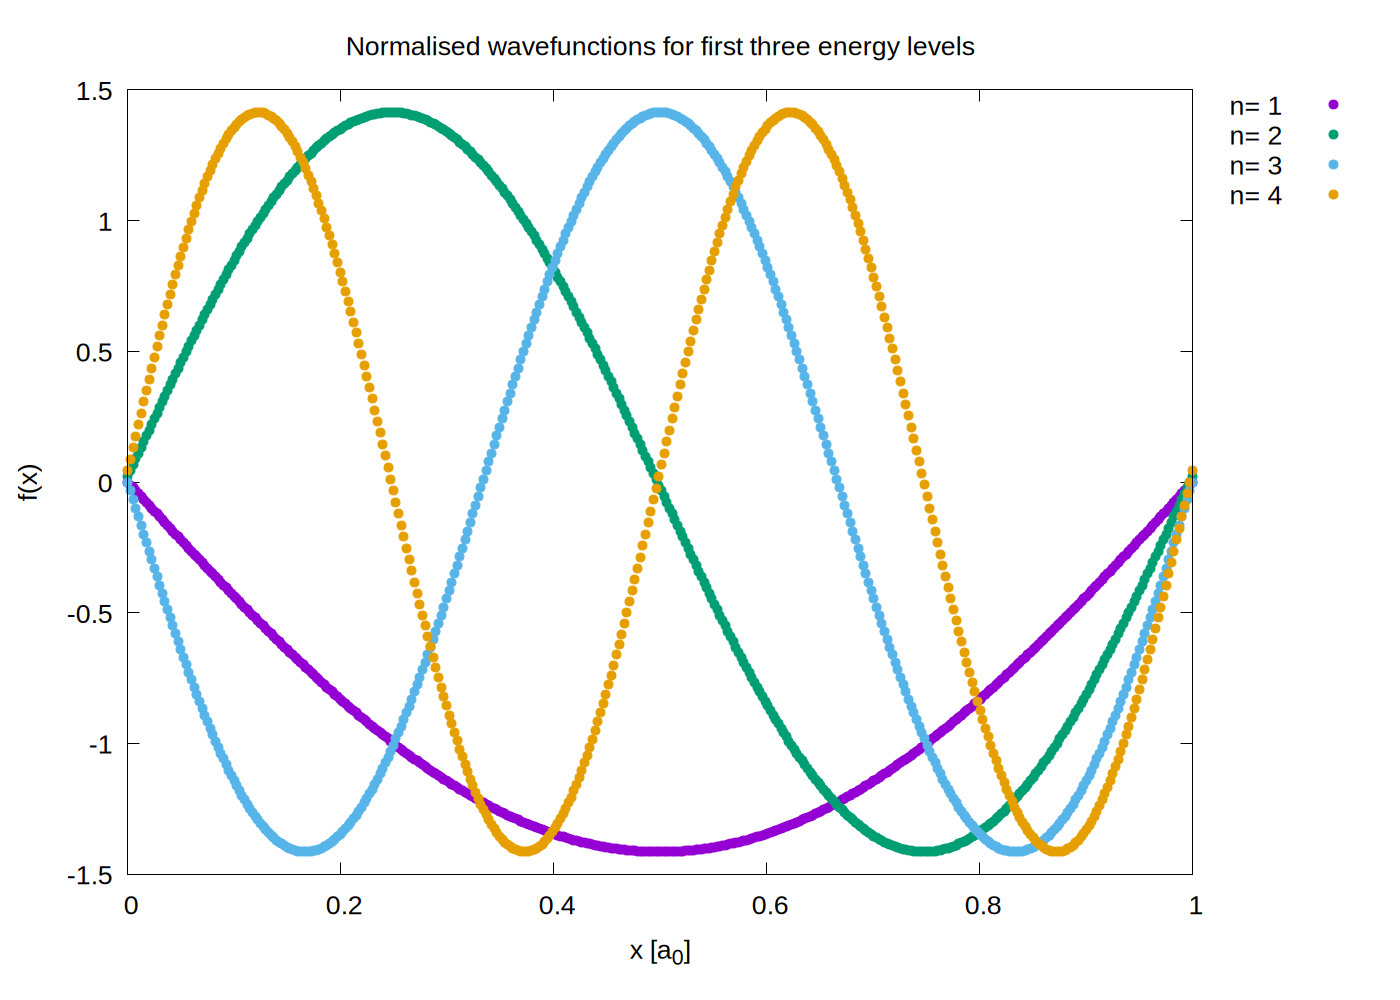 Normalised wavefunctions for first three energy levels
1.5
1
0.5
0
-0.5
-1
-1.5
f(x)
0 0.2 0.4 0.6 0.8 1
x [a0]
n= 1
n= 2
n= 3
n= 4